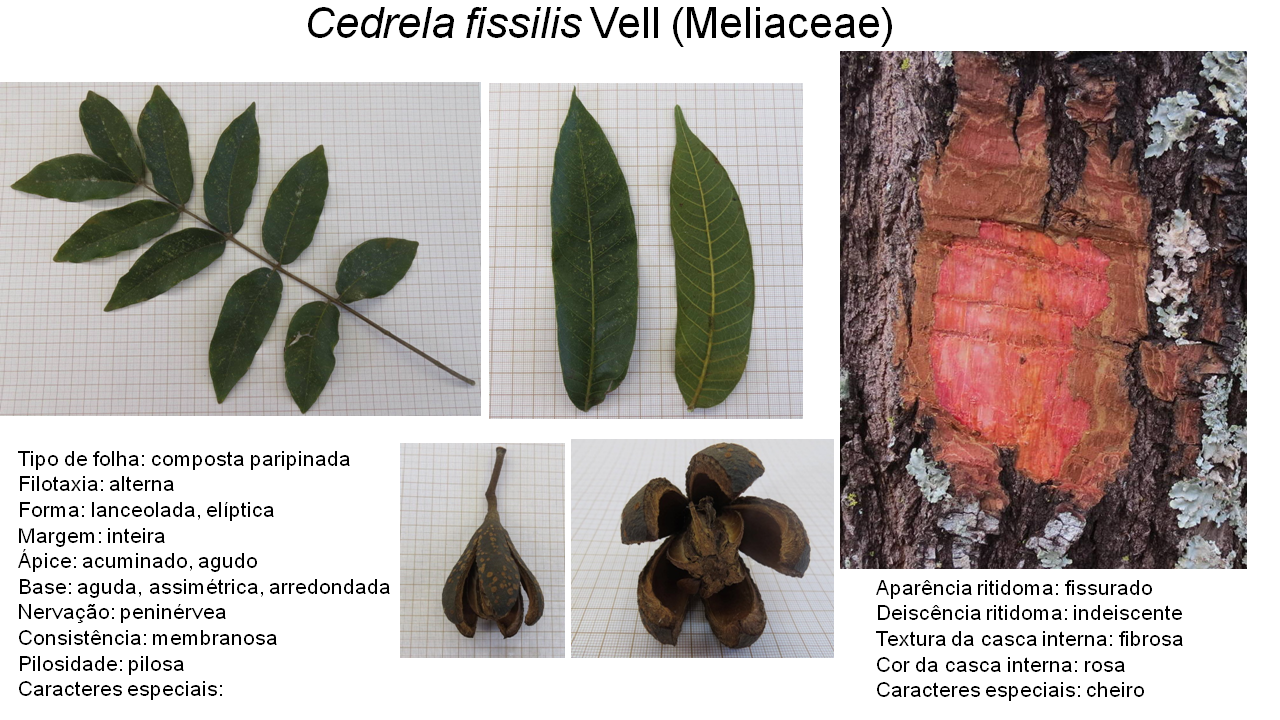 Cedrela fissilis Vell (Meliaceae)
Tipo de folha: composta paripinada
Filotaxia: alterna
Forma: lanceolada, elíptica
Margem: inteira
Ápice: acuminado, agudo
Base: aguda, assimétrica, arredondada
Nervação: peninérvea
Consistência: membranosa
Pilosidade: pilosa
Caracteres especiais:
Aparência ritidoma: fissurado
Deiscência ritidoma: indeiscente
Textura da casca interna: fibrosa
Cor da casca interna: rosa
Caracteres especiais: cheiro